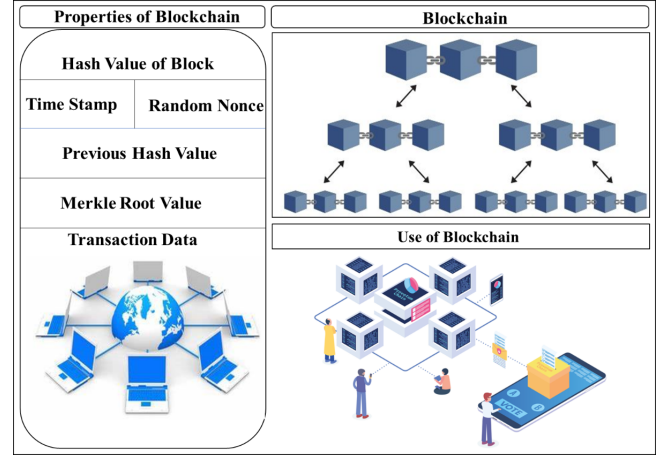 Properties of Blockchain
Hash Value of Block
Time Stamp
Random Nonce
Previous Hash Value
Merkle Root Value
Transaction Data
Blockchain
Use of Blockchain
VOTE